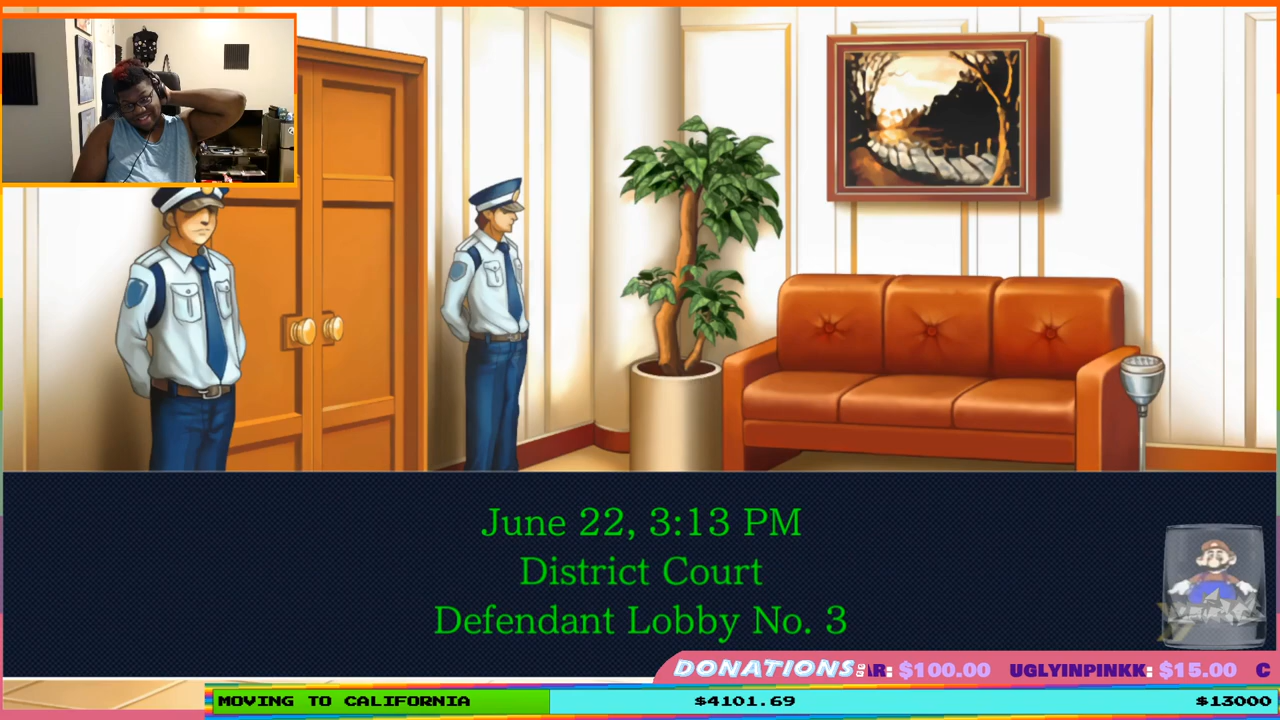 June 22, 3:13 PM
District Court
Defendant Lobby No. 3
DONATIONS
R: $100.00 UGLYINPINKK: $15.00 C
MOVING TO CALIFORNIA $4101.69 $13000